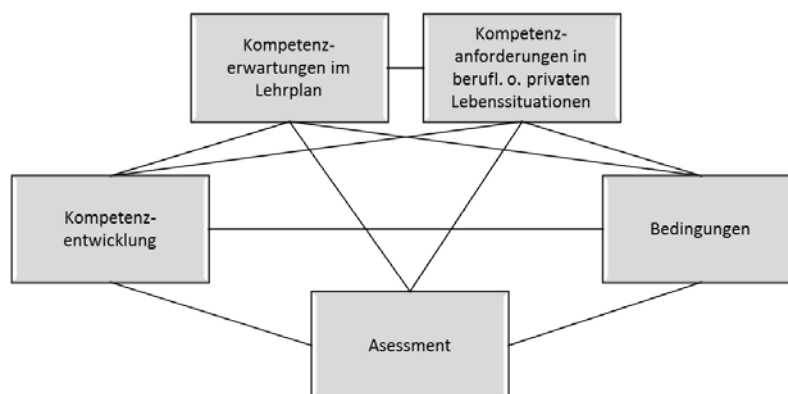 Kompetenz-
erwartungen im
Lehrplan
Kompetenz-
anforderungen in
berufl. o. privaten
Lebenssituationen
Kompetenz-
entwicklung
Bedingungen
Asessment